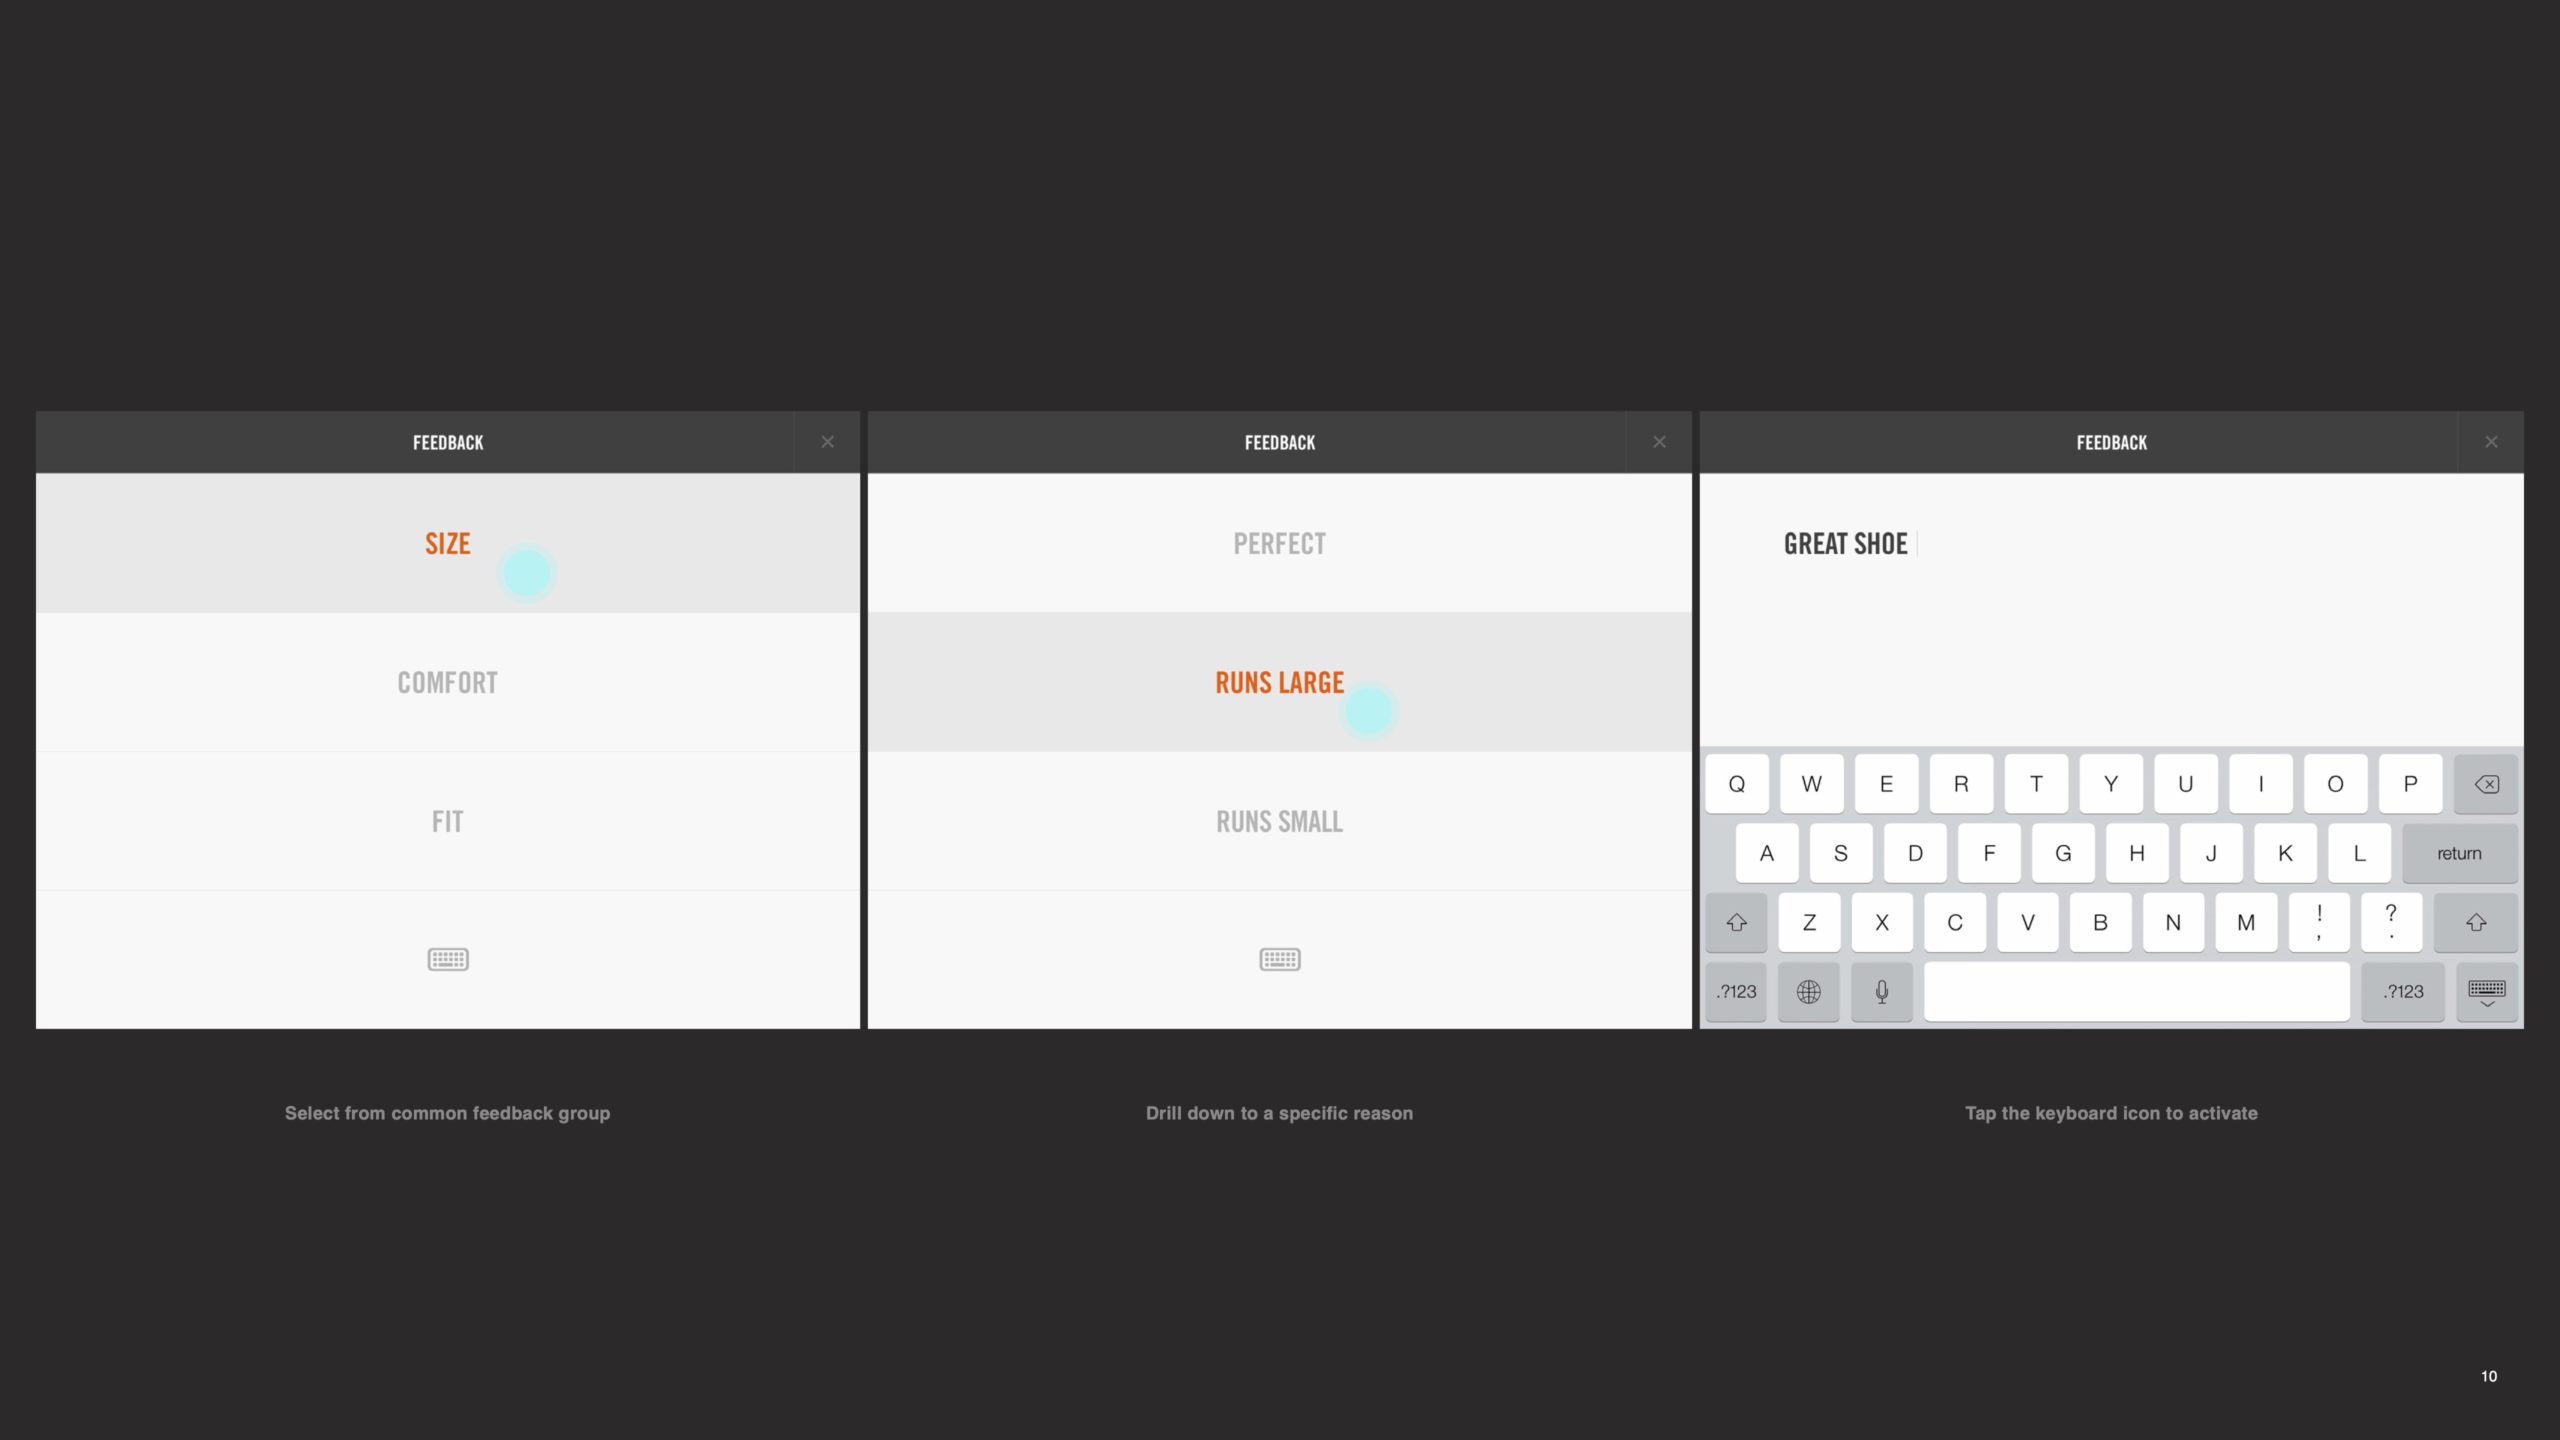 FEEDBACK
SIZE
COMFORT
FIT
Select from common feedback group
FEEDBACK
PERFECT
RUNS LARGE
RUNS SMALL
Drill down to a specific reason
FEEDBACK
GREAT SHOE
Q W E R T Y U I O P
A S D F G H J K L return
Z X C V B N M ! , ? .
.?123 .?123
Tap the keyboard icon to activate
10